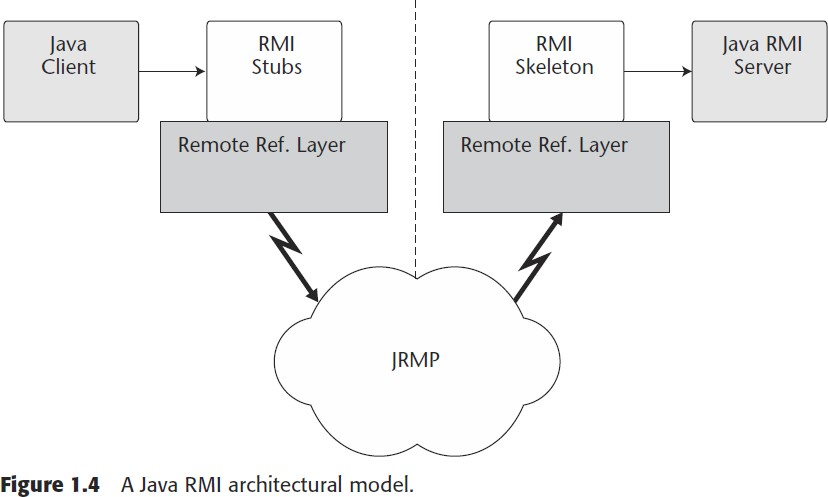 Java
Client
RMI
Stubs
RMI
Skeleton
Java RMI
Server
Remote Ref. Layer
Remote Ref. Layer
JRMP
Figure 1.4 A Java RMI architectural model.